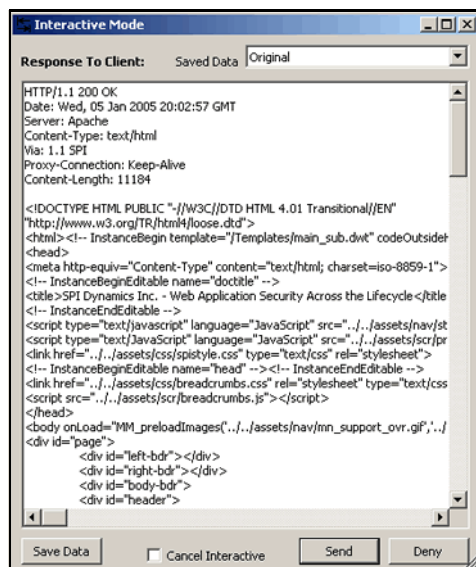 Interactive Mode
Response To Client: Saved Data Original
HTTP/1.1 200 OK
Date: Wed, 05 Jan 2005 20:02:57 GMT
Server: Apache
Content-Type: text/html
Via: 1.1 SPI
Proxy-Connection: Keep-Alive
Content-Length: 11184
<!DOCTYPE HTML PUBLIC "-//W3C//DTD HTML 4.01 Transitional//EN"
"http://www.w3.org/TR/html4/loose.dtd">
<html><!-- InstanceBegin template="/Templates/main_sub.dwt" codeOutsideH
<head>
<meta http-equiv="Content-Type" content="text/html; charset=iso-8859-1">
<!-- InstanceBeginEditable name="doctitle" -->
<title>SPI Dynamics Inc. - Web Application Security Across the Lifecycle</title
<!-- InstanceEndEditable -->
<script type="text/javascript" language="JavaScript" src="../../assets/nav/st
<script type="text/JavaScript" language="JavaScript" src="../../assets/scr/pr
<link href="../../assets/css/spistyle.css" type="text/css" rel="stylesheet">
<!-- InstanceBeginEditable name="head" --><!-- InstanceEndEditable -->
<link href="../../assets/css/breadcrumbs.css" rel="stylesheet" type="text/css
<script src="../../assets/scr/breadcrumbs.js"></script>
</head>
<body onLoad="MM_preloadImages('../../assets/nav/mn_support_ovr.gif','../
<div id="page">
<div id="left-bdr"></div>
<div id="right-bdr"></div>
<div id="body-bdr">
<div id="header">
Save Data Cancel Interactive Send Deny